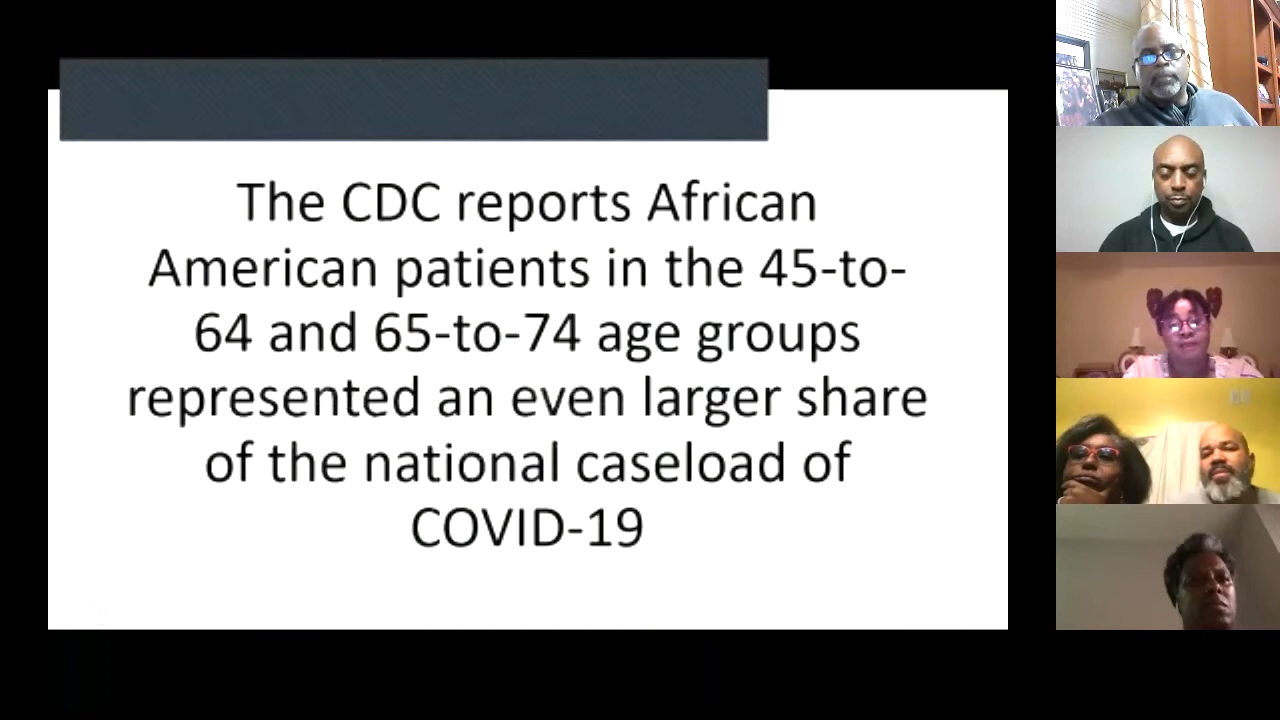 The CDC reports African
American patients in the 45-to-
64 and 65-to-74 age groups
represented an even larger share
of the national caseload of
COVID-19